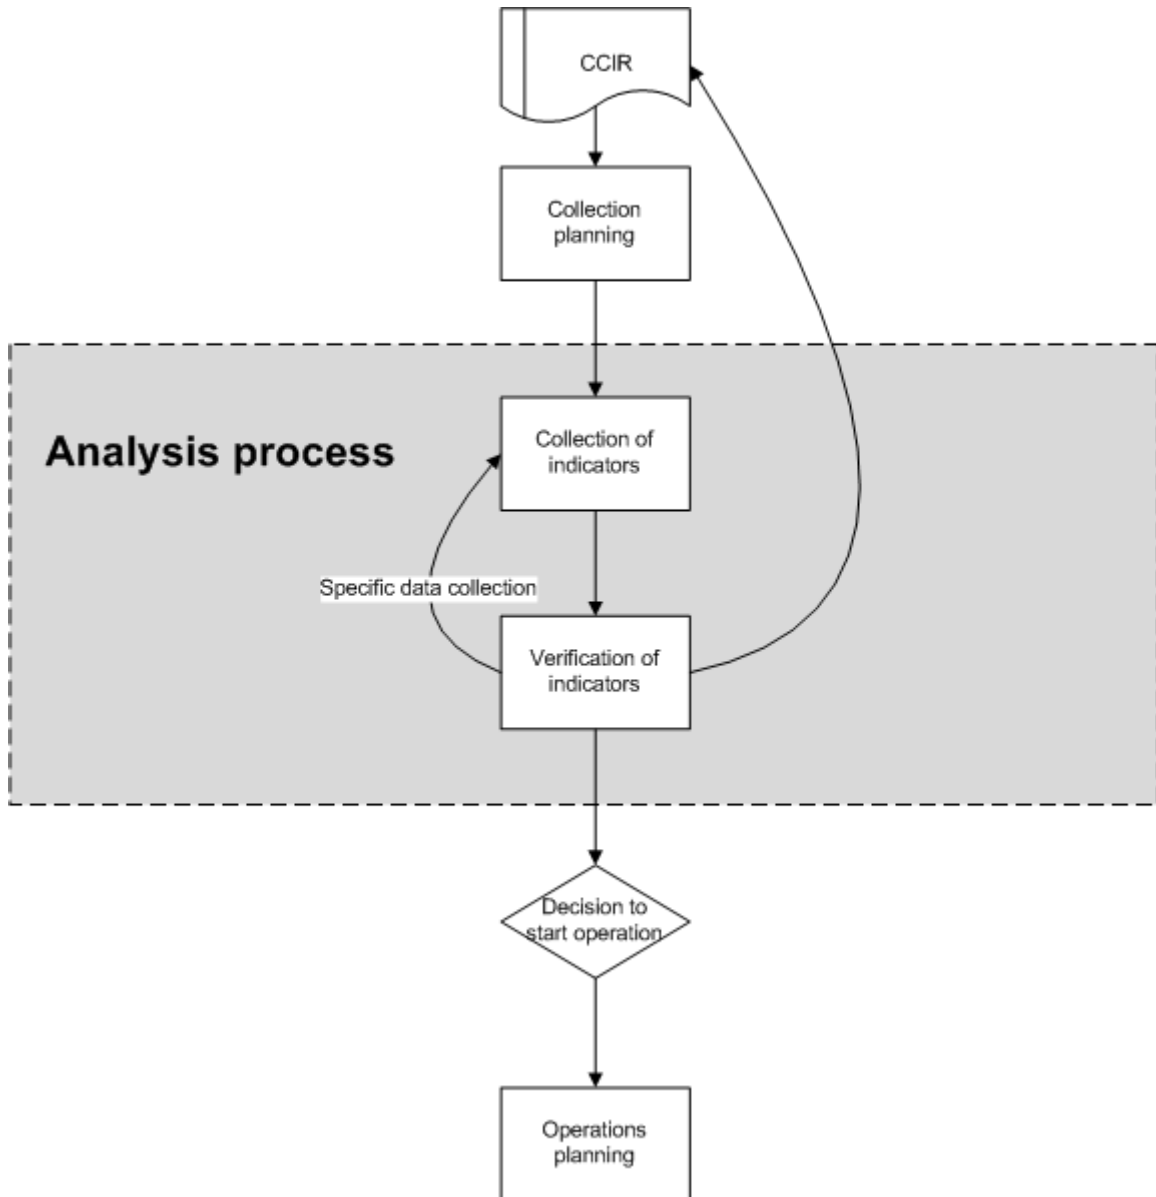 CCIR
Collection
planning
Analysis process
Collection of
indicators
Specific data collection
Verification of
indicators
Decision to
start operation
Operations
planning